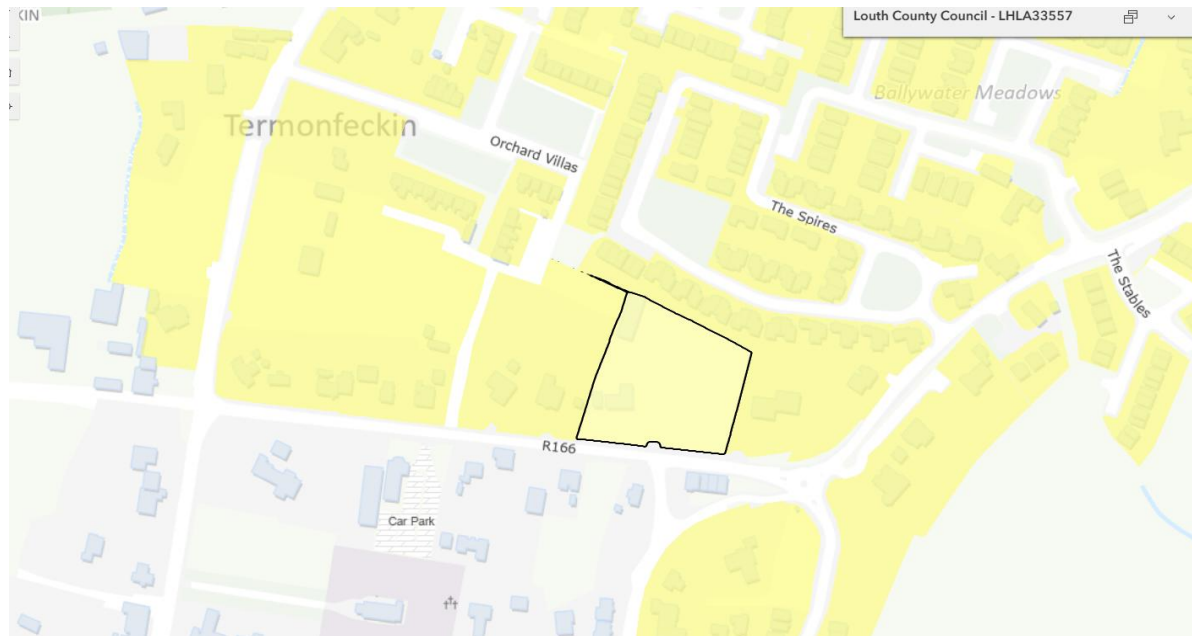 KIN
Louth County Council - LHLA33557
Ballywater Meadows
Termonfeckin
Orchard Villas
The Spires
The Stables
R166
Car Park